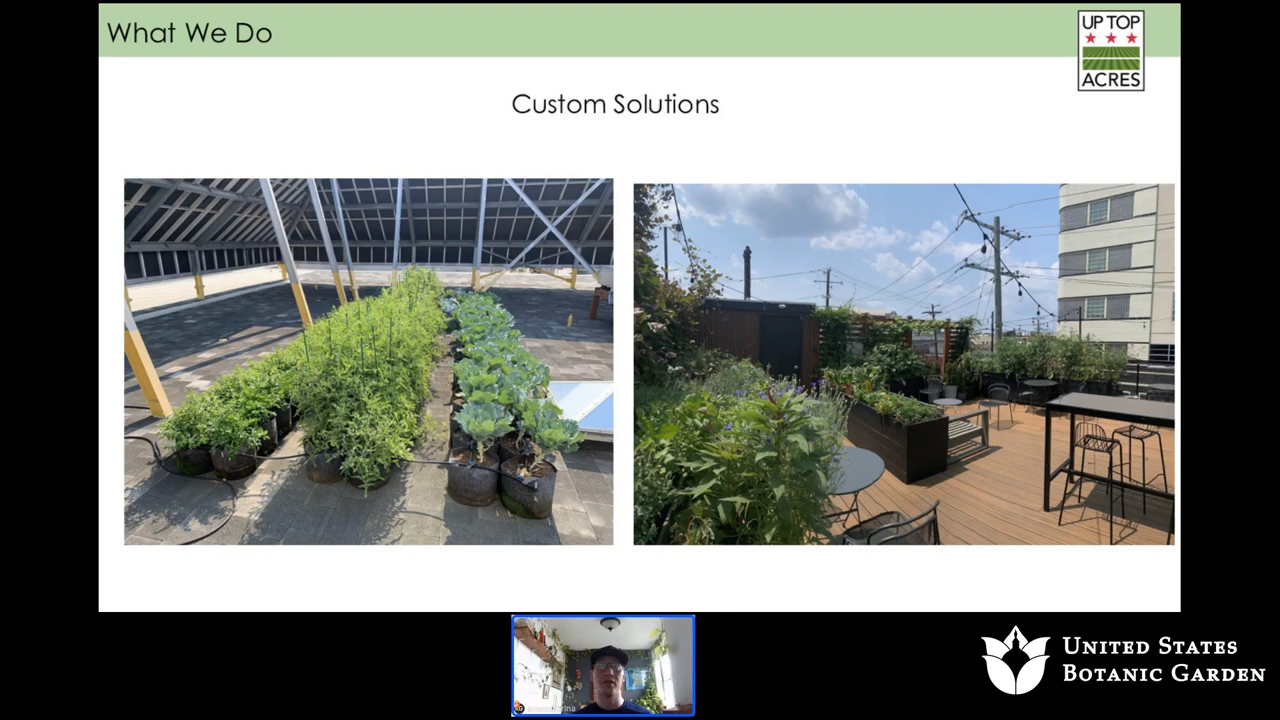 What We Do
UP TOP
ACRES
Custom Solutions
UNITED STATES
BOTANIC GARDEN